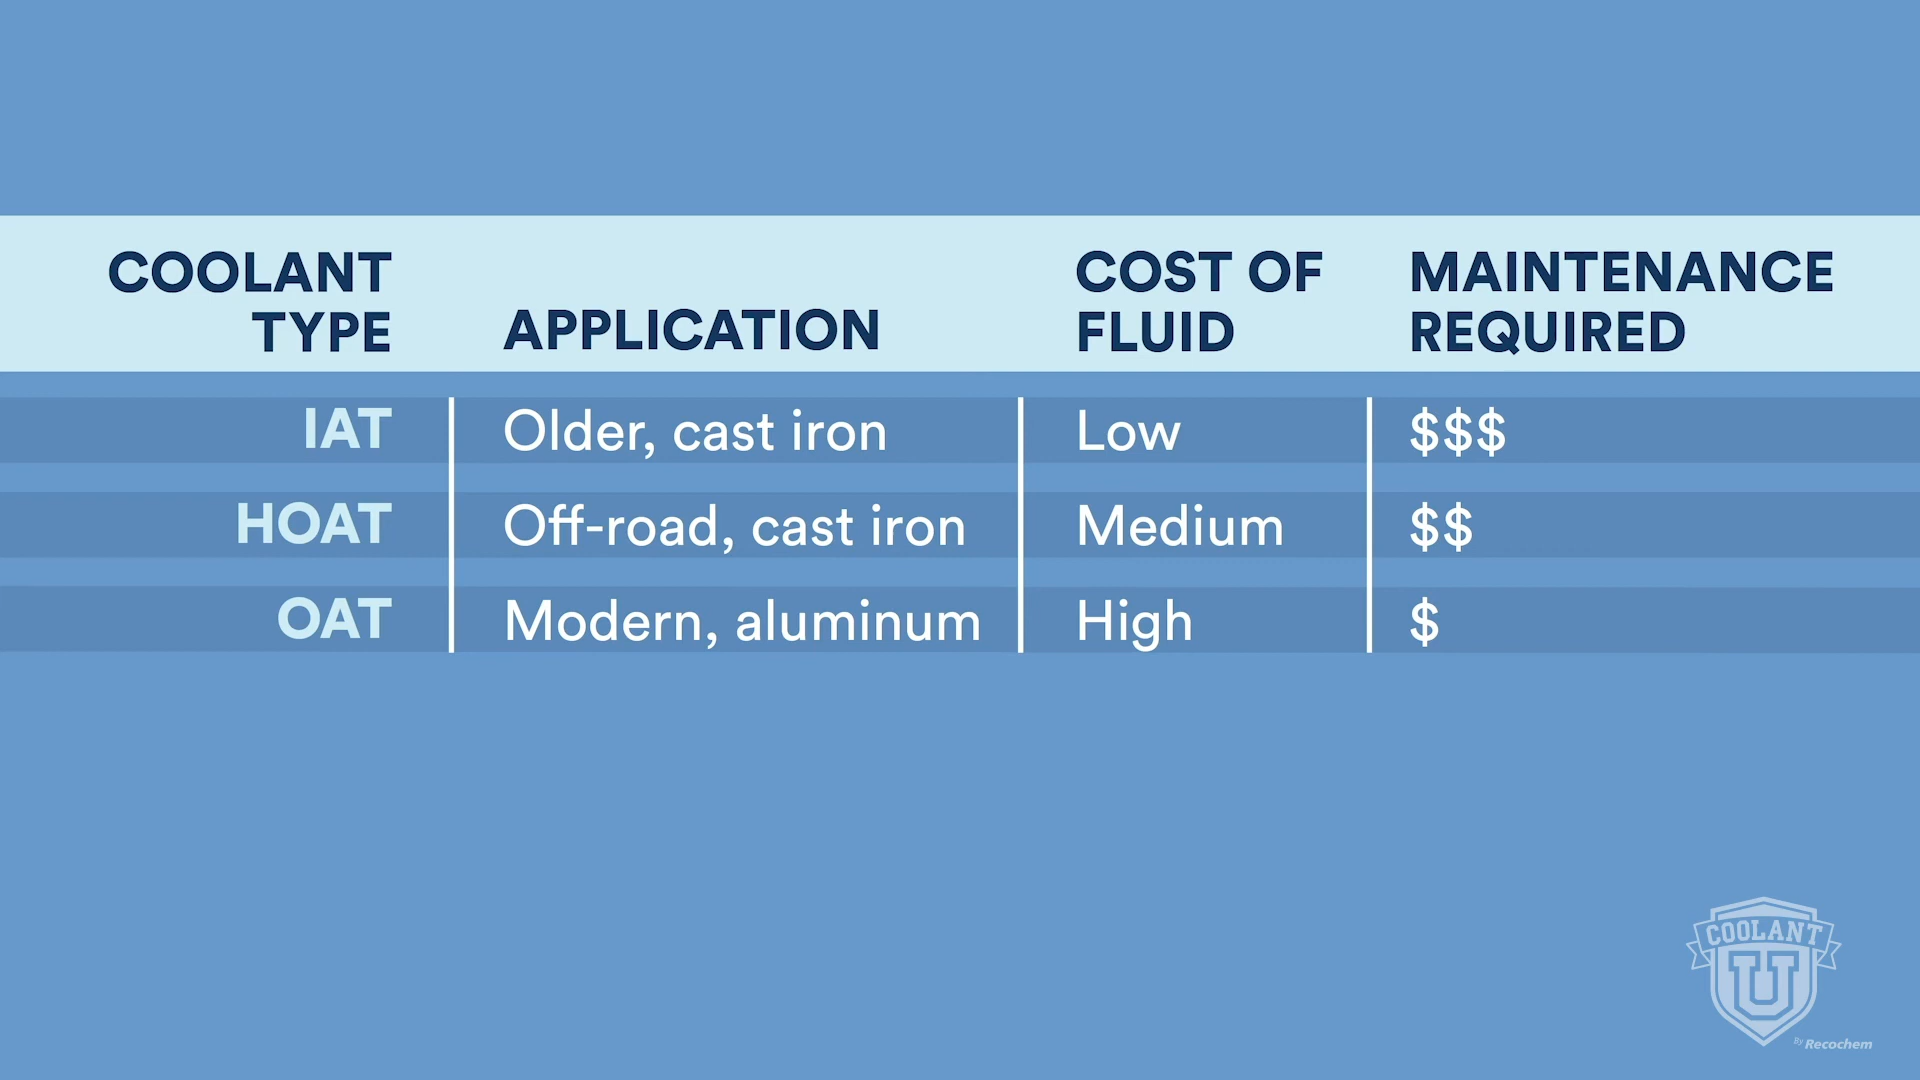 COOLANT TYPE APPLICATION COST OF FLUID MAINTENANCE REQUIRED
IAT Older, cast iron Low $$$
HOAT Off-road, cast iron Medium $$
OAT Modern, aluminum High $
COOLANT
U
By Recochem